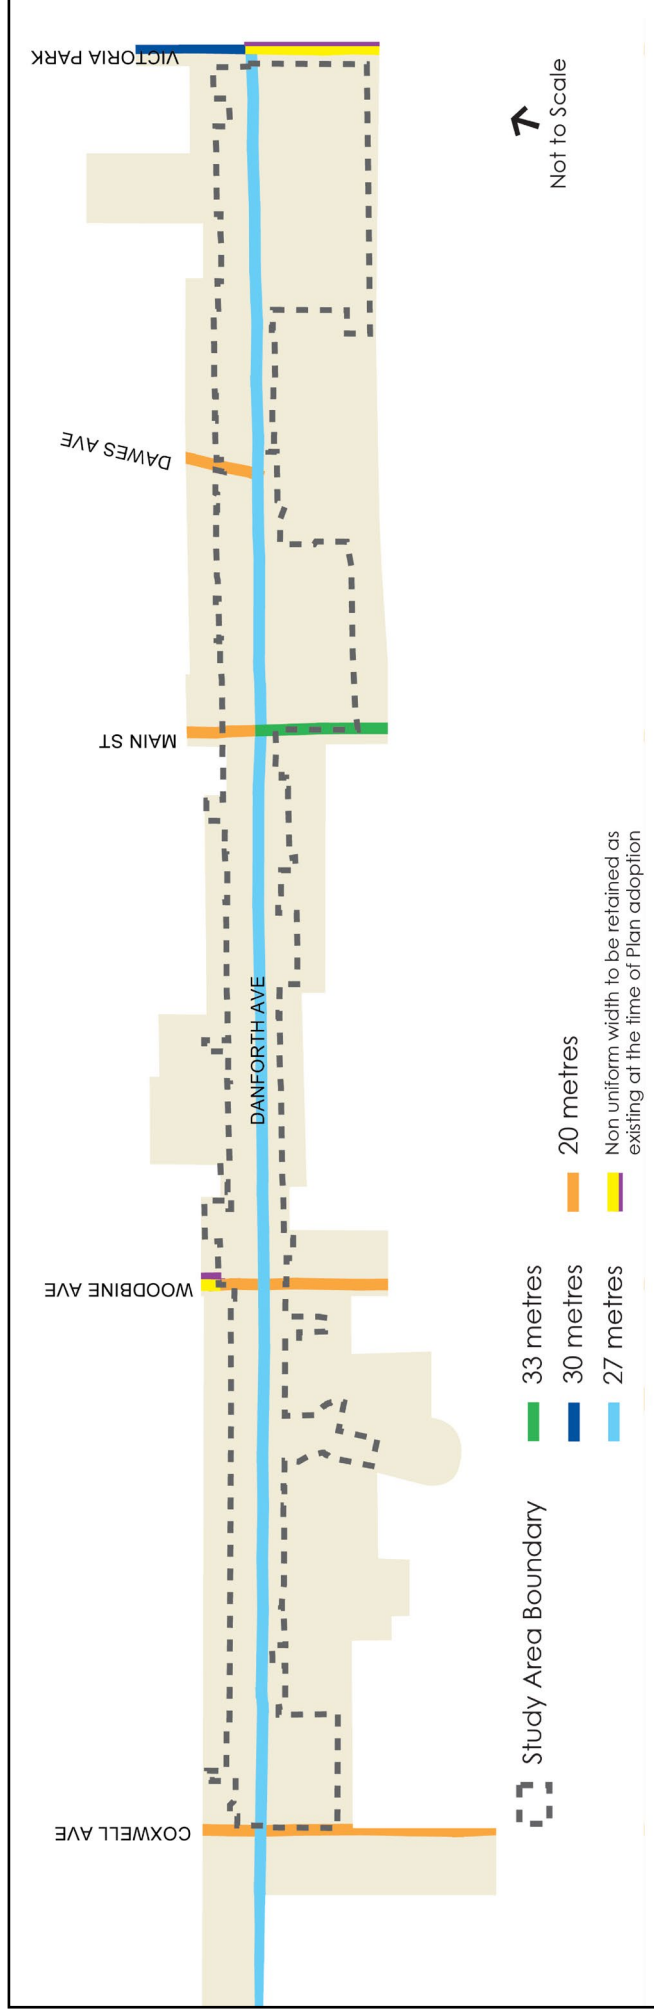 COXWELL AVE
WOODBINE AVE
MAIN ST
DAWES AVE
VICTORIA PARK
DANFORTH AVE
Not to Scale
Study Area Boundary
33 metres
30 metres
27 metres
20 metres
Non uniform width to be retained as
existing at the time of Plan adoption